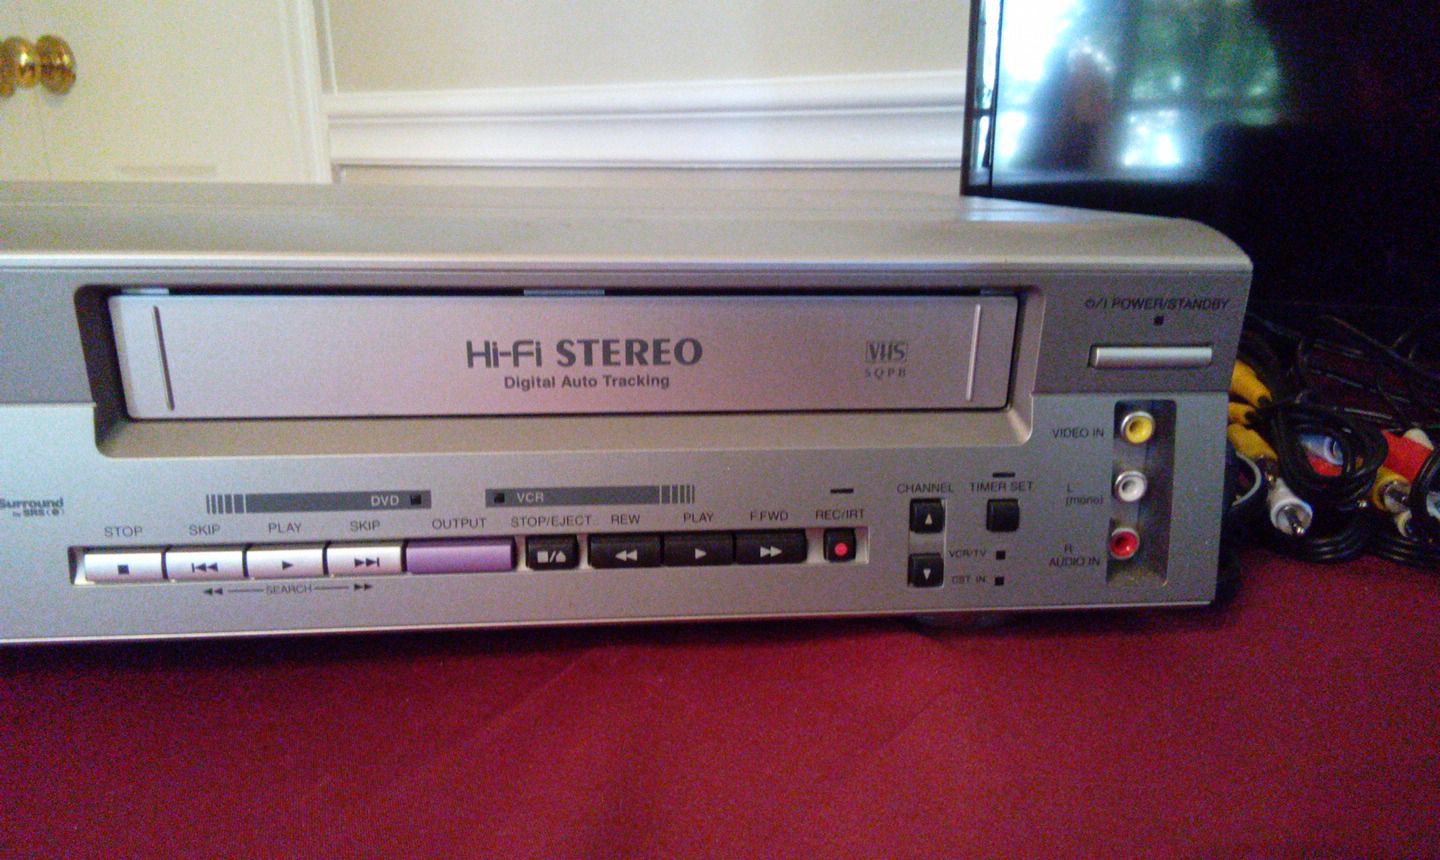 ⏻/I POWER/STANDBY
Hi-Fi STEREO
Digital Auto Tracking
VHS
SQPB
VIDEO IN
L
(mono)
R
AUDIO IN
Surround
by SRS
DVD
VCR
STOP
SKIP
PLAY
SKIP
OUTPUT
STOP/EJECT
REW
PLAY
F.FWD
REC/IRT
SEARCH
CHANNEL
TIMER SET
VCR/TV
CST IN